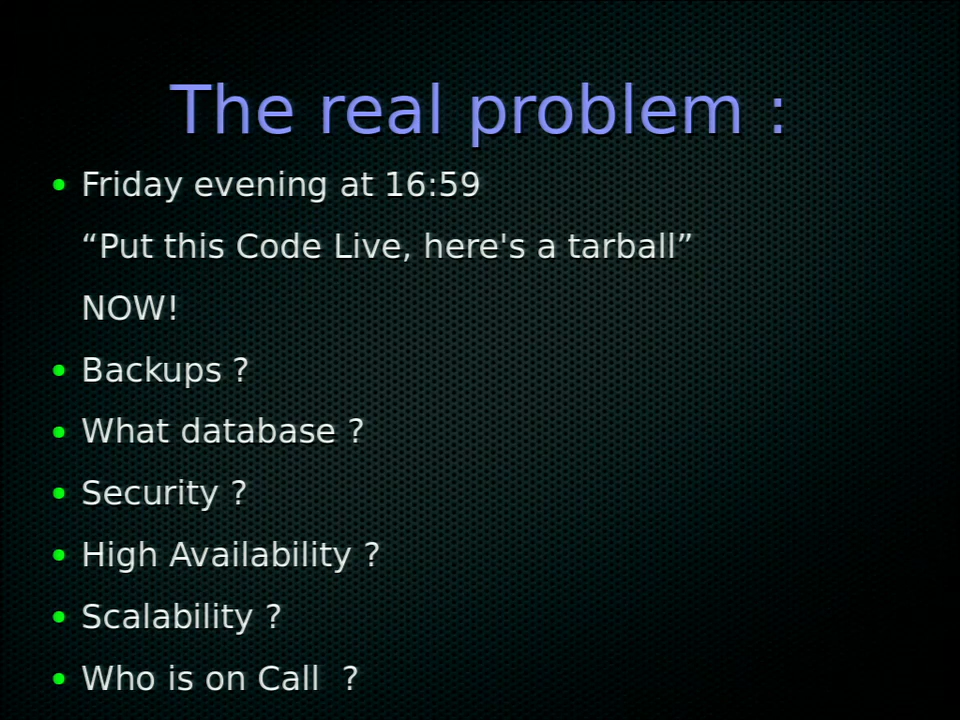 The real problem :
Friday evening at 16:59
“Put this Code Live, here's a tarball”
NOW!
Backups ?
What database ?
Security ?
High Availability ?
Scalability ?
Who is on Call  ?